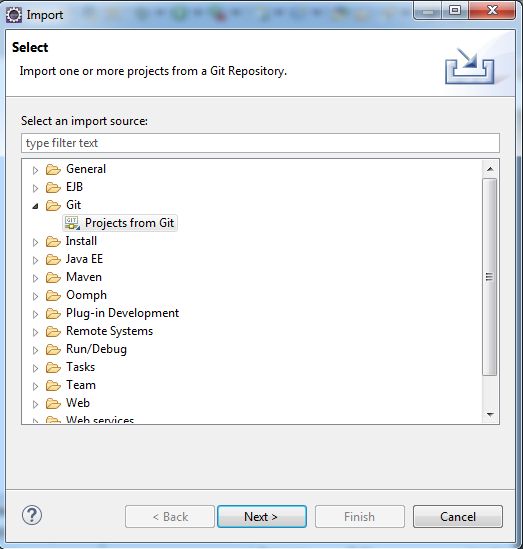 Import
Select
Import one or more projects from a Git Repository.
Select an import source:
type filter text
General
EJB
Git
GIT Projects from Git
Install
Java EE
Maven
Oomph
Plug-in Development
Remote Systems
Run/Debug
Tasks
Team
Web
Web services
? < Back Next > Finish Cancel